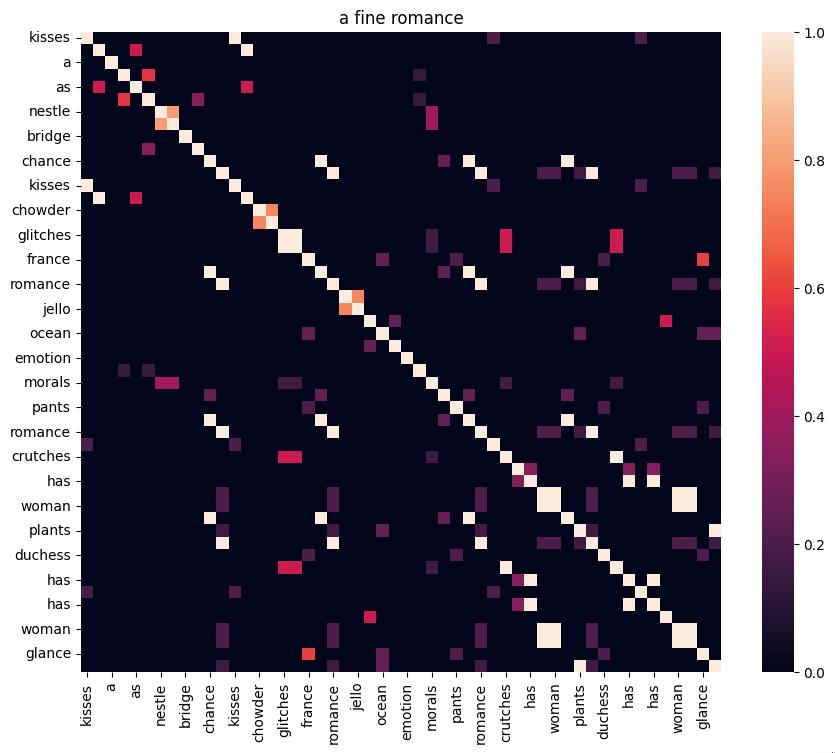 a fine romance
kisses
a
as
nestle
bridge
chance
kisses
chowder
glitches
france
romance
jello
ocean
emotion
morals
pants
romance
crutches
has
woman
plants
duchess
has
has
woman
glance
kisses
a
as
nestle
bridge
chance
kisses
chowder
glitches
france
romance
jello
ocean
emotion
morals
pants
romance
crutches
has
woman
plants
duchess
has
has
woman
glance
1.0
0.8
0.6
0.4
0.2
0.0